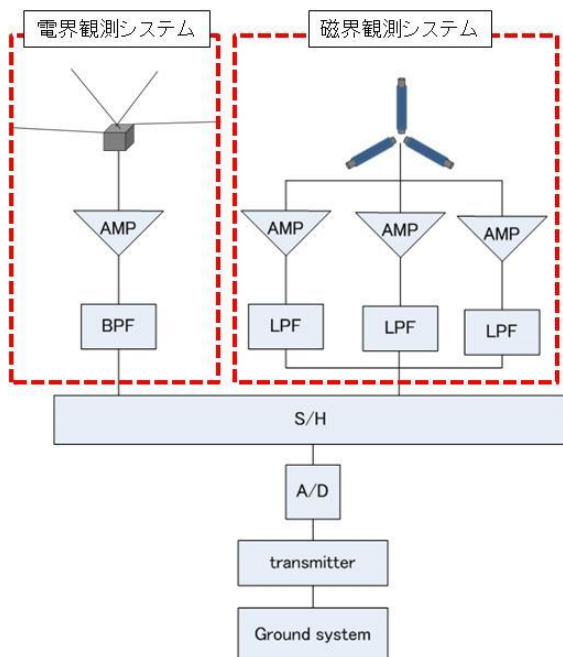 電界観測システム
磁界観測システム
AMP
AMP
AMP
AMP
BPF
LPF
LPF
LPF
S/H
A/D
transmitter
Ground system